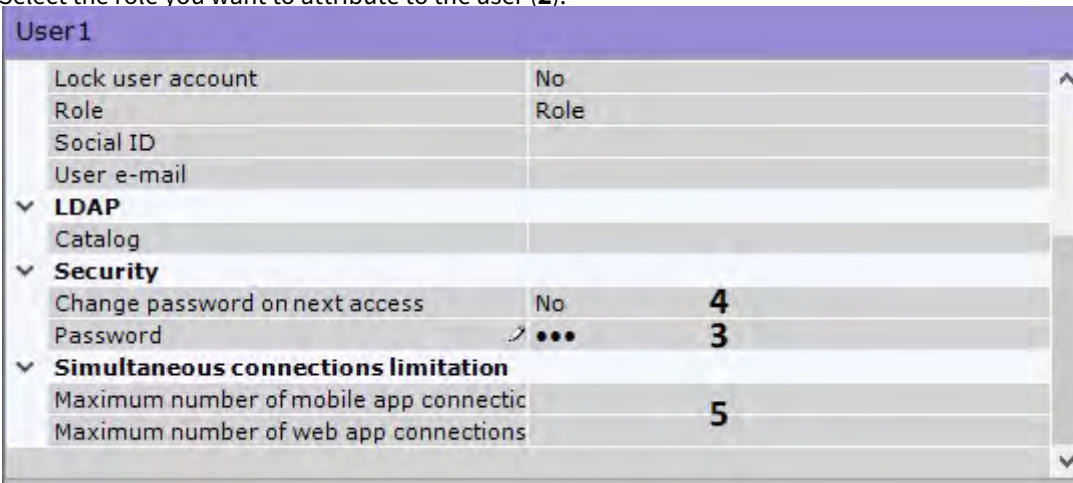 Select the role you want to attribute to the user (2).
User1
Lock user account No
Role Role
Social ID
User e-mail
LDAP
Catalog
Security
Change password on next access No 4
Password ●●● 3
Simultaneous connections limitation
Maximum number of mobile app connectic
5
Maximum number of web app connections